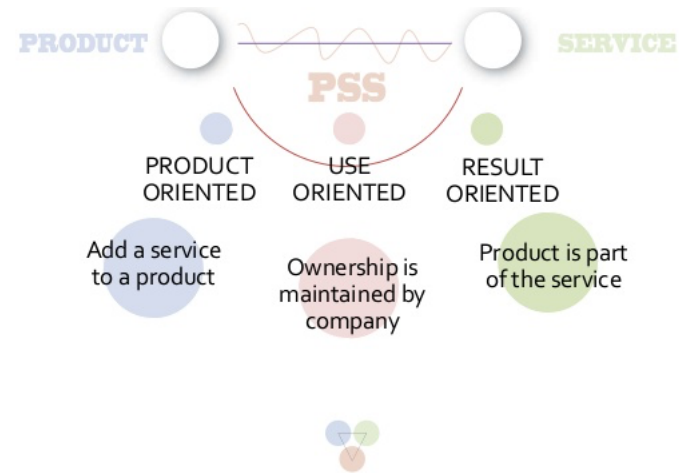 PRODUCT
SERVICE
PSS
PRODUCT
ORIENTED
USE
ORIENTED
RESULT
ORIENTED
Add a service
to a product
Ownership is
maintained by
company
Product is part
of the service